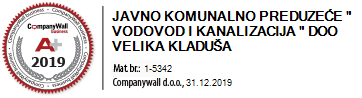 CompanyWall
Business
A+
2019
JAVNO KOMUNALNO PREDUZEĆE "
VODOVOD I KANALIZACIJA " DOO
VELIKA KLADUŠA
Mat br.: 1-5342
Companywall d.o.o., 31.12.2019